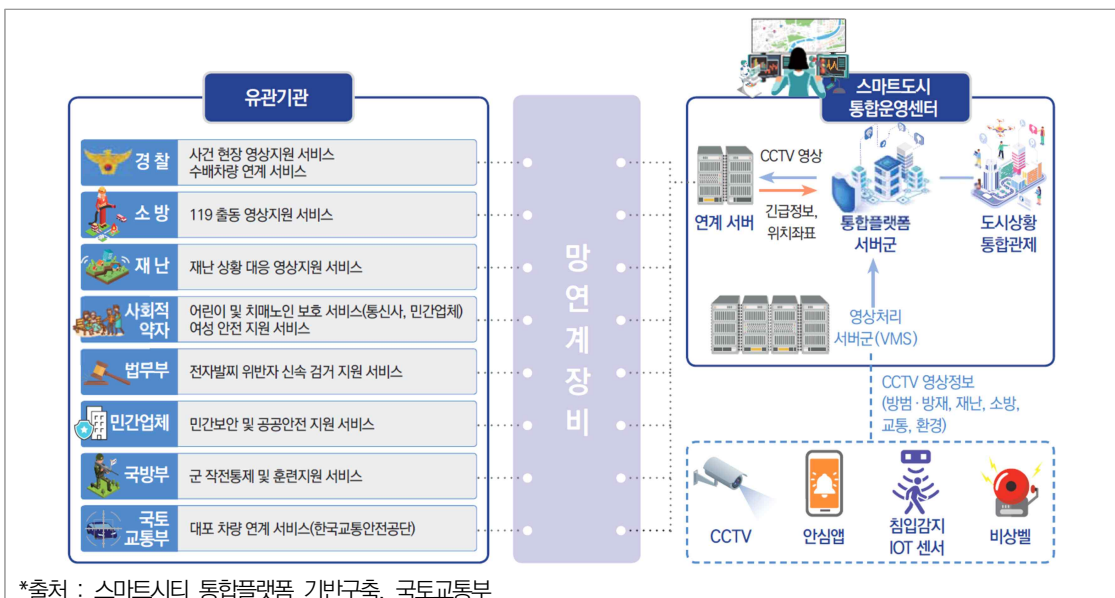 유관기관
경찰
사건 현장 영상지원 서비스
수배차량 연계 서비스
소방
119 출동 영상지원 서비스
재난
재난 상황 대응 영상지원 서비스
사회적
약자
어린이 및 치매노인 보호 서비스(통신사, 민간업체)
여성 안전 지원 서비스
법무부
전자발찌 위반자 신속 검거 지원 서비스
민간업체
민간보안 및 공공안전 지원 서비스
국방부
군 작전통제 및 훈련지원 서비스
국토
교통부
대포 차량 연계 서비스(한국교통안전공단)
망연계장비
스마트도시
통합운영센터
CCTV 영상
긴급정보,
위치좌표
연계 서버
통합플랫폼
서버군
도시상황
통합관제
영상처리
서버군(VMS)
CCTV 영상정보
(방범·방재, 재난, 소방,
교통, 환경)
CCTV
안심앱
침입감지
IOT 센서
비상벨
*출처 : 스마트시티 통합플랫폼 기반구축, 국토교통부